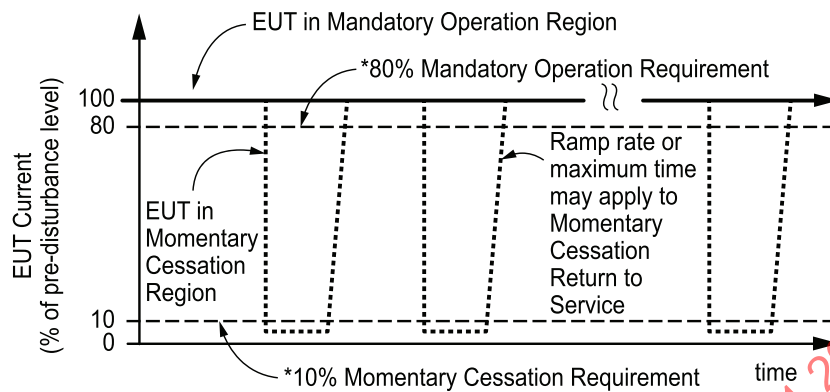 EUT in Mandatory Operation Region
*80% Mandatory Operation Requirement
100
80
EUT Current
(% of pre-disturbance level)
EUT in
Momentary
Cessation
Region
Ramp rate or
maximum time
may apply to
Momentary
Cessation
Return to
Service
10
0
*10% Momentary Cessation Requirement
time